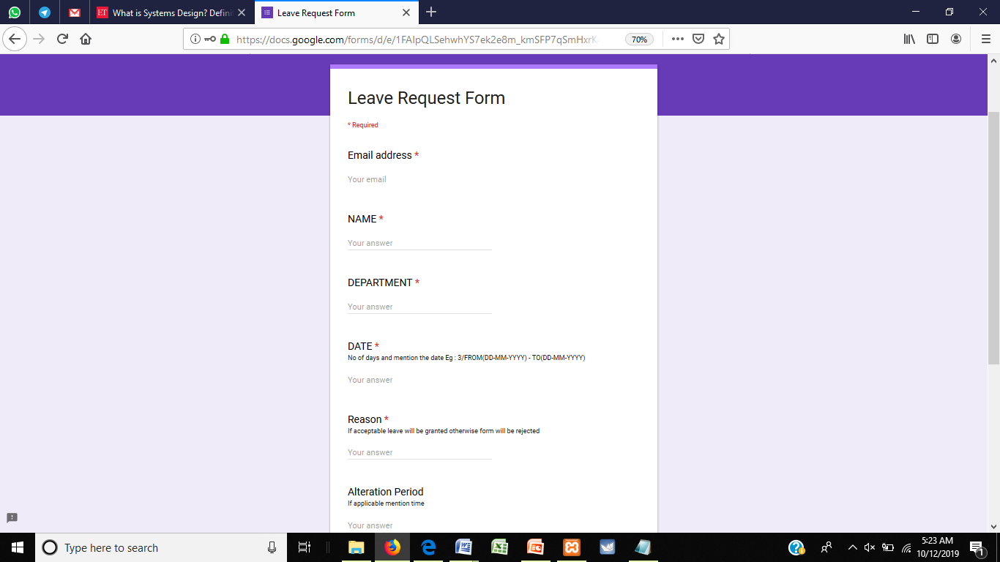 ET What is Systems Design? Defini
Leave Request Form
https://docs.google.com/forms/d/e/1FAIpQLSehwhYS7ek2e8m_kmSFP7qSmHxrK
70%
Leave Request Form
* Required
Email address *
Your email
NAME *
Your answer
DEPARTMENT *
Your answer
DATE *
No of days and mention the date Eg : 3/FROM(DD-MM-YYYY) - TO(DD-MM-YYYY)
Your answer
Reason *
If acceptable leave will be granted otherwise form will be rejected
Your answer
Alteration Period
If applicable mention time
Your answer
Type here to search
5:23 AM
10/12/2019
1